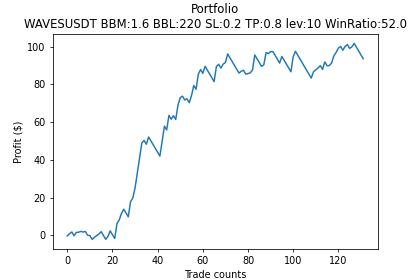 Portfolio
WAVESUSDT BBM:1.6 BBL:220 SL:0.2 TP:0.8 lev:10 WinRatio:52.0
100
80
60
40
20
0
Profit ($)
0 20 40 60 80 100 120
Trade counts